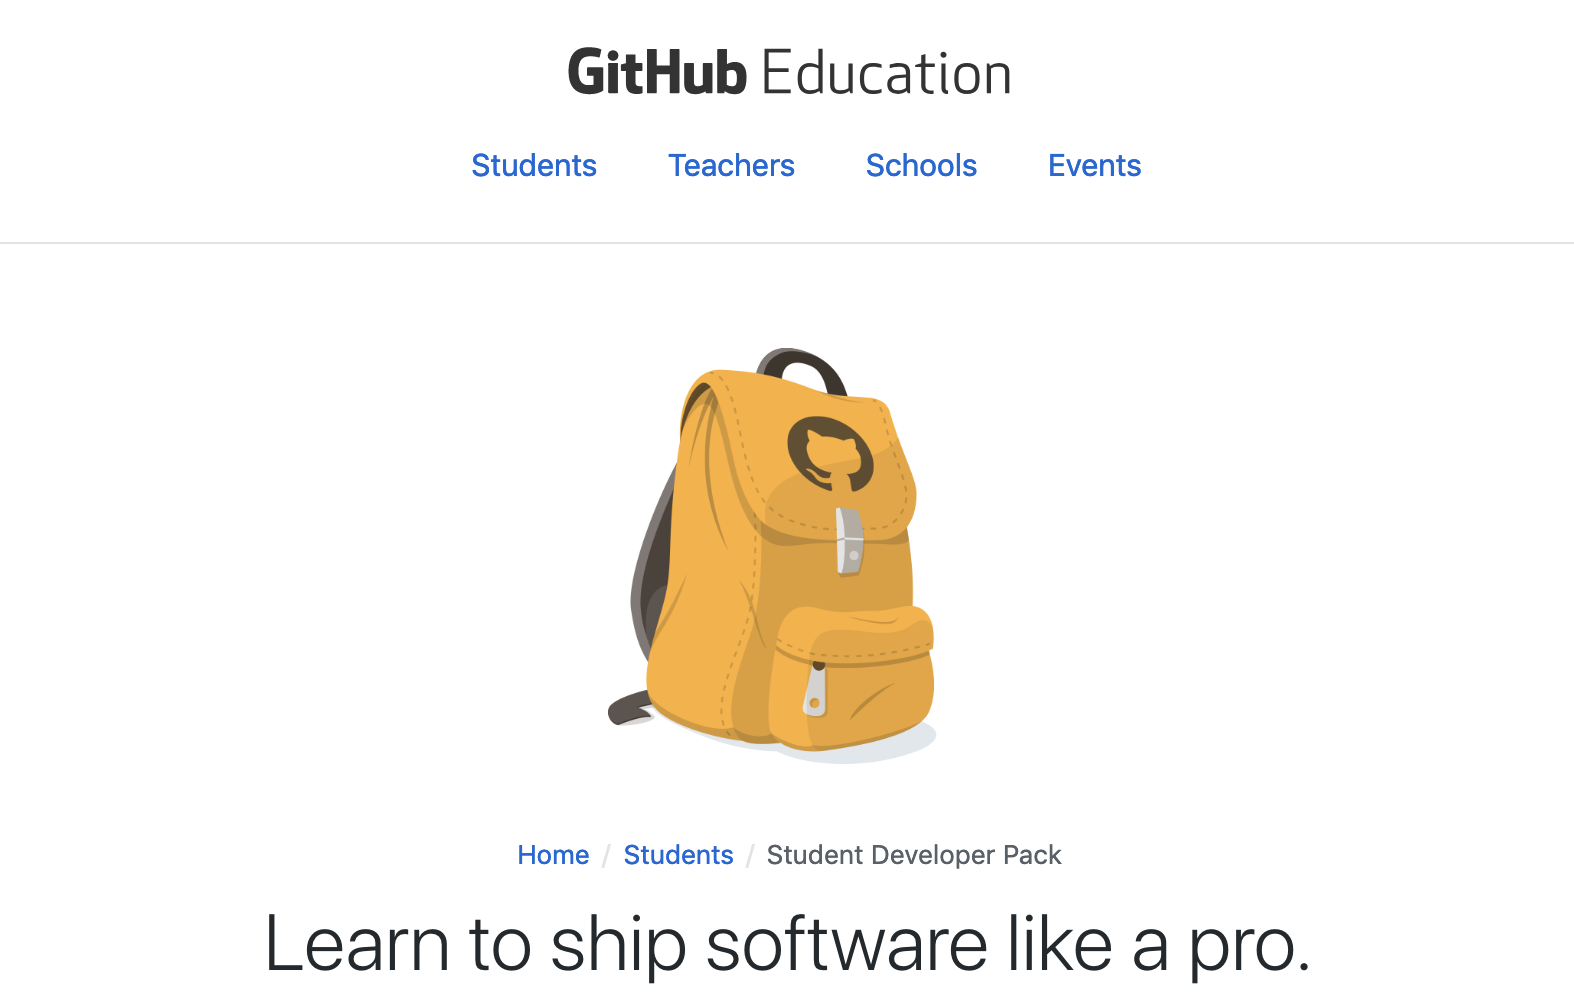 GitHub Education
Students Teachers Schools Events
Home / Students / Student Developer Pack
Learn to ship software like a pro.